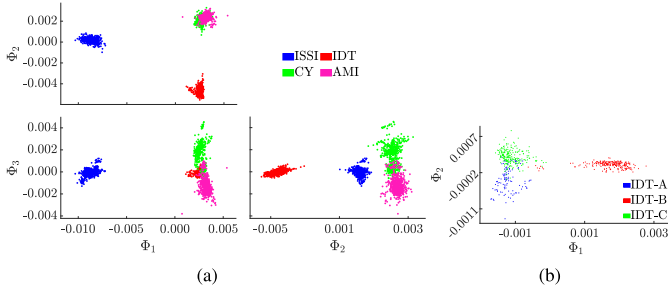 0.002
0.000
-0.002
-0.004
Φ2
ISSI IDT
CY AMI
0.004
0.002
0.000
-0.002
-0.004
Φ3
-0.010 -0.005 0.000 0.005
Φ1
-0.005 0.001 0.005
Φ2
(a)
0.0007
-0.0002
-0.0011
Φ2
IDT-A
IDT-B
IDT-C
-0.001 0.001 0.003
Φ1
(b)